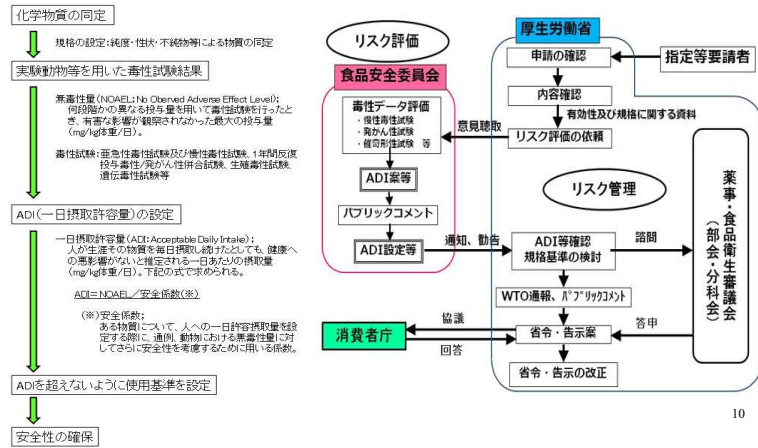 化学物質の同定
規格の設定:純度・性状・不純物等による物質の同定
実験動物等を用いた毒性試験結果
無毒性量(NOAEL:No Oberved Adverse Effect Level);
何段階かの異なる投与量を用いて毒性試験を行ったと
き、有害な影響が観察されなかった最大の投与量
(mg/kg体重/日)。
毒性試験:亜急性毒性試験及び慢性毒性試験、1年間反復
投与毒性/発がん性併合試験、生殖毒性試験、
遺伝毒性試験等
ADI(一日摂取許容量)の設定
一日摂取許容量(ADI:Acceptable Daily Intake);
人が生涯その物質を毎日摂取し続けたとしても、健康へ
の悪影響がないと推定される一日あたりの摂取量
(mg/kg体重/日)。下記の式で求められる。
ADI=NOAEL/安全係数(※)
(※)安全係数;
ある物質について、人への一日許容摂取量を設
定する際に、通例、動物における無毒性量に対
してさらに安全性を考慮するために用いる係数。
ADIを超えないように使用基準を設定
安全性の確保
リスク評価
食品安全委員会
毒性データ評価
・慢性毒性試験
・発がん性試験
・催奇形性試験 等
ADI案等
パブリックコメント
ADI設定等
意見聴取
通知、勧告
厚生労働省
申請の確認
指定等要請者
内容確認
有効性及び規格に関する資料
リスク評価の依頼
リスク管理
ADI等確認
規格基準の検討
諮問
薬事・食品衛生審議会
(部会・分科会)
WTO通報、パブリックコメント
答申
省令・告示案
協議
消費者庁
回答
省令・告示の改正
10